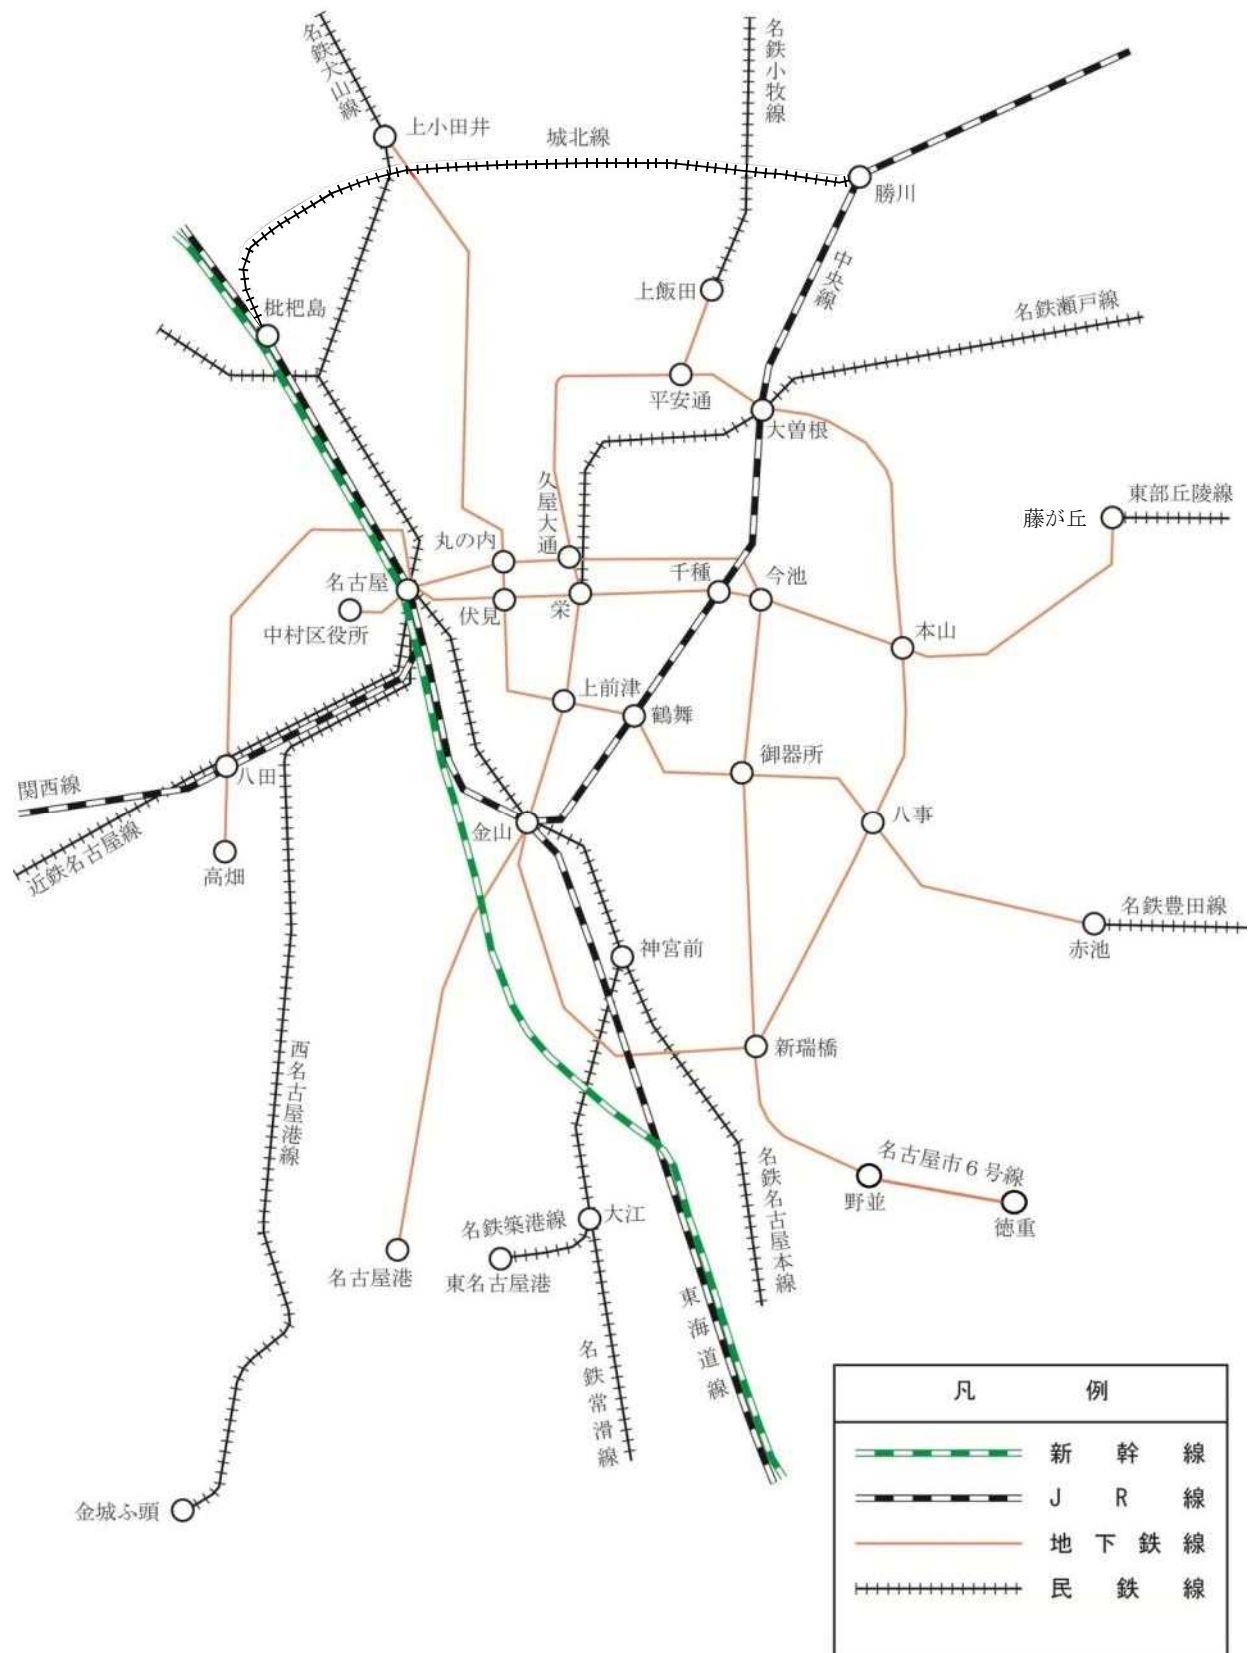 名鉄犬山線
名鉄小牧線
上小田井
城北線
勝川
中央線
上飯田
枇杷島
名鉄瀬戸線
平安通
大曽根
久屋大通
東部丘陵線
藤が丘
丸の内
千種
今池
名古屋
伏見
栄
中村区役所
本山
上前津
鶴舞
御器所
八田
関西線
近鉄名古屋線
金山
八事
高畑
名鉄豊田線
赤池
神宮前
西名古屋港線
新瑞橋
名古屋市6号線
野並
徳重
名鉄名古屋本線
名鉄築港線
大江
名古屋港
東名古屋港
東海道線
名鉄常滑線
金城ふ頭
凡例
新幹線
JR線
地下鉄線
民鉄線